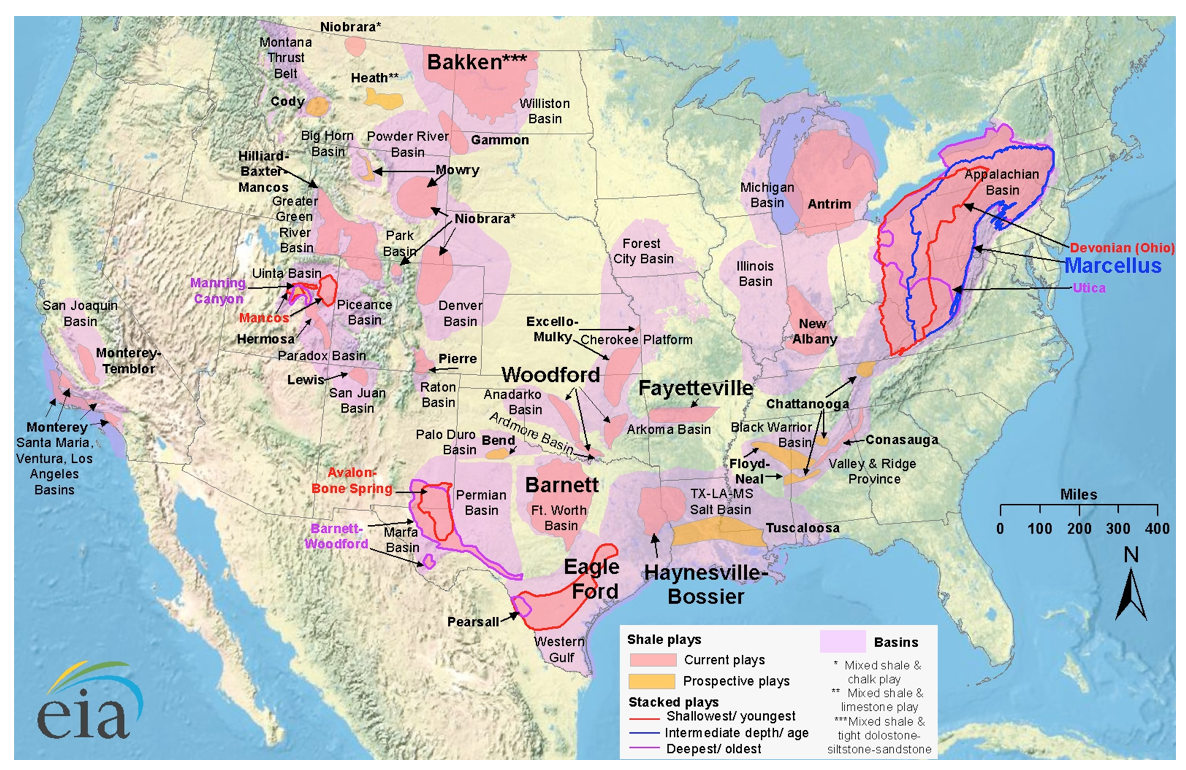 Niobrara*
Montana
Thrust
Belt
Bakken***
Heath**
Cody
Williston
Basin
Big Horn
Basin
Powder River
Basin
Gammon
Hilliard-
Baxter-
Mancos
Mowry
Greater
Green
River
Basin
Niobrara*
Park
Basin
Michigan
Basin
Antrim
Appalachian
Basin
Devonian (Ohio)
Marcellus
Utica
Forest
City Basin
Illinois
Basin
Uinta Basin
Manning
Canyon
Mancos
Piceance
Basin
Denver
Basin
Hermosa
Paradox Basin
San Joaquin
Basin
Monterey-
Temblor
Excello-
Mulky
Cherokee Platform
New
Albany
Pierre
Lewis
San Juan
Basin
Raton
Basin
Woodford
Anadarko
Basin
Fayetteville
Ardmore Basin
Arkoma Basin
Chattanooga
Black Warrior
Basin
Conasauga
Floyd-
Neal
Valley & Ridge
Province
Monterey
Santa Maria,
Ventura, Los
Angeles
Basins
Palo Duro
Basin
Bend
Avalon-
Bone Spring
Permian
Basin
Barnett
Ft. Worth
Basin
TX-LA-MS
Salt Basin
Tuscaloosa
Barnett-
Woodford
Marfa
Basin
Eagle
Ford
Haynesville-
Bossier
Pearsall
Western
Gulf
Miles
0 100 200 300 400
N
Shale plays
Current plays
Prospective plays
Stacked plays
Shallowest/ youngest
Intermediate depth/ age
Deepest/ oldest
Basins
* Mixed shale &
chalk play
** Mixed shale &
limestone play
***Mixed shale &
tight dolostone-
siltstone-sandstone
eia